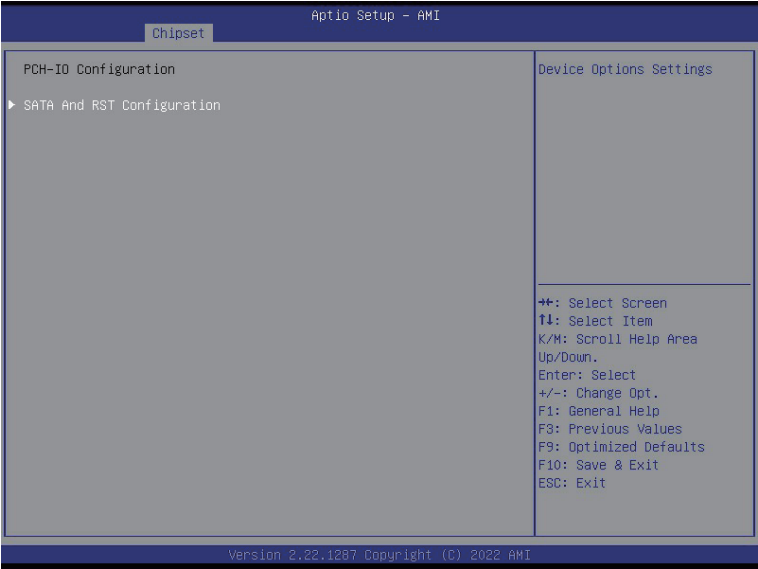 Aptio Setup – AMI
Chipset
PCH-IO Configuration
SATA And RST Configuration
Device Options Settings
→←: Select Screen
↑↓: Select Item
K/M: Scroll Help Area
Up/Down.
Enter: Select
+/-: Change Opt.
F1: General Help
F3: Previous Values
F9: Optimized Defaults
F10: Save & Exit
ESC: Exit
Version 2.22.1287 Copyright (C) 2022 AMI